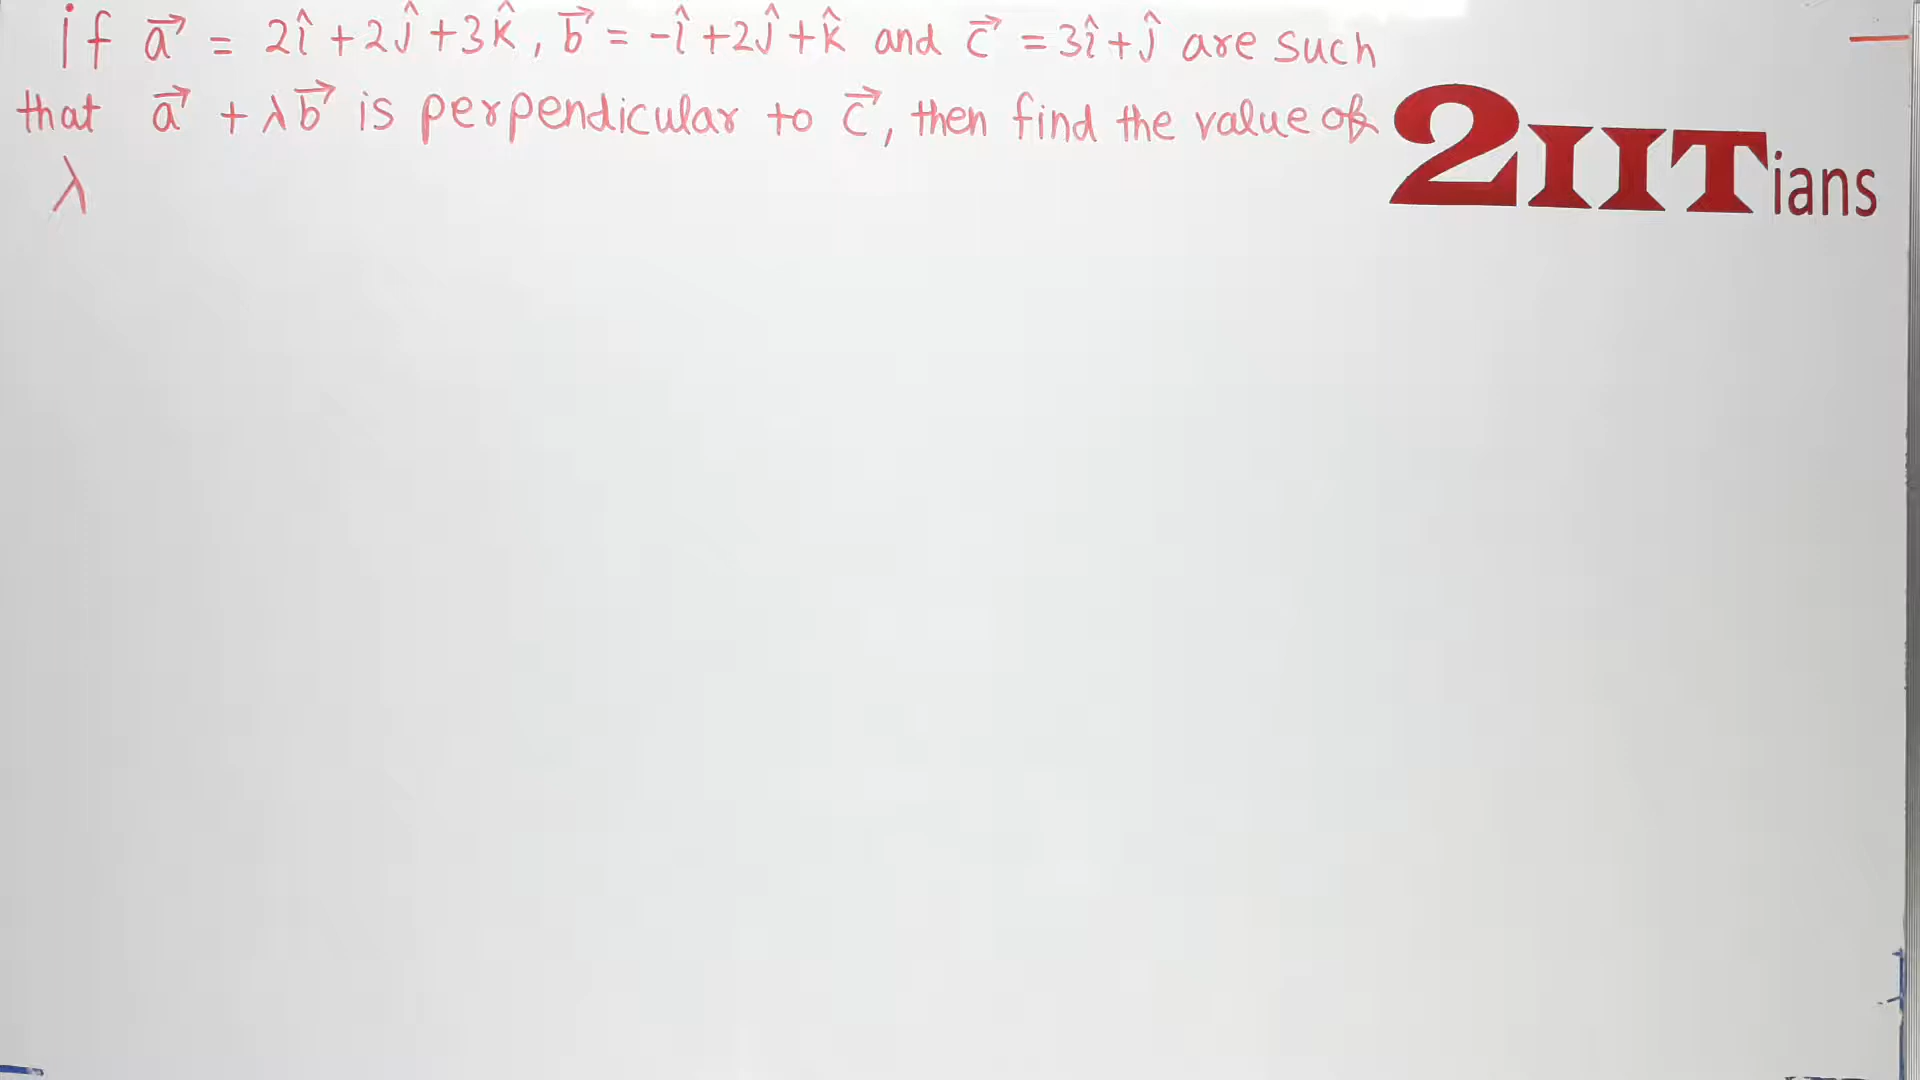 if a⃗ = 2î + 2ĵ + 3k̂, b⃗ = -î + 2ĵ + k̂ and c⃗ = 3î + ĵ are such
that a⃗ + λb⃗ is perpendicular to c⃗, then find the value of
λ
2IITians